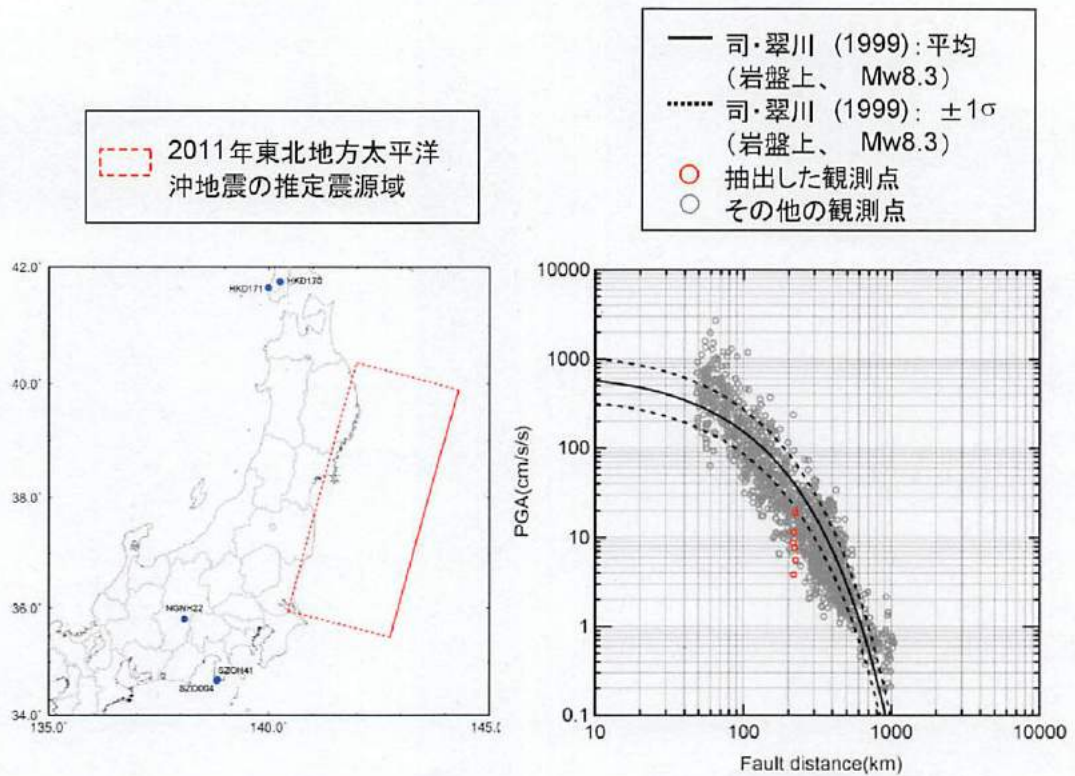 2011年東北地方太平洋
沖地震の推定震源域
司・翠川 (1999):平均
(岩盤上、 Mw8.3)
司・翠川 (1999): ±1σ
(岩盤上、 Mw8.3)
抽出した観測点
その他の観測点
42.0˚
40.0˚
38.0˚
36.0˚
34.0˚
135.0˚
140.0˚
145.0˚
HKD171
NGNH22
SZOH41
SZO004
PGA(cm/s/s)
10000
1000
100
10
1
0.1
10
100
1000
10000
Fault distance(km)